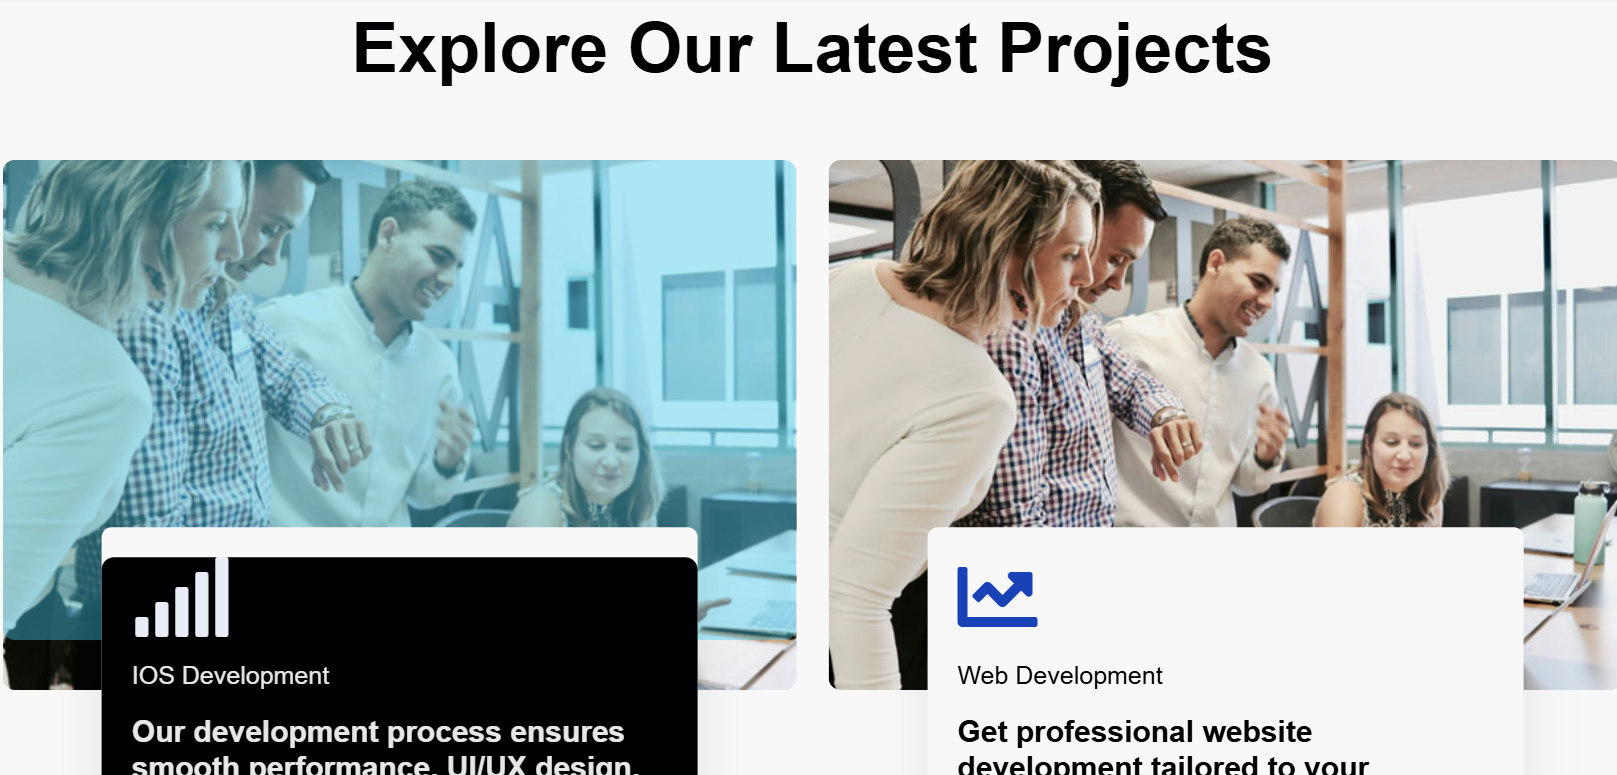 Explore Our Latest Projects
IOS Development
Our development process ensures
smooth performance, UI/UX design,
Web Development
Get professional website
development tailored to your